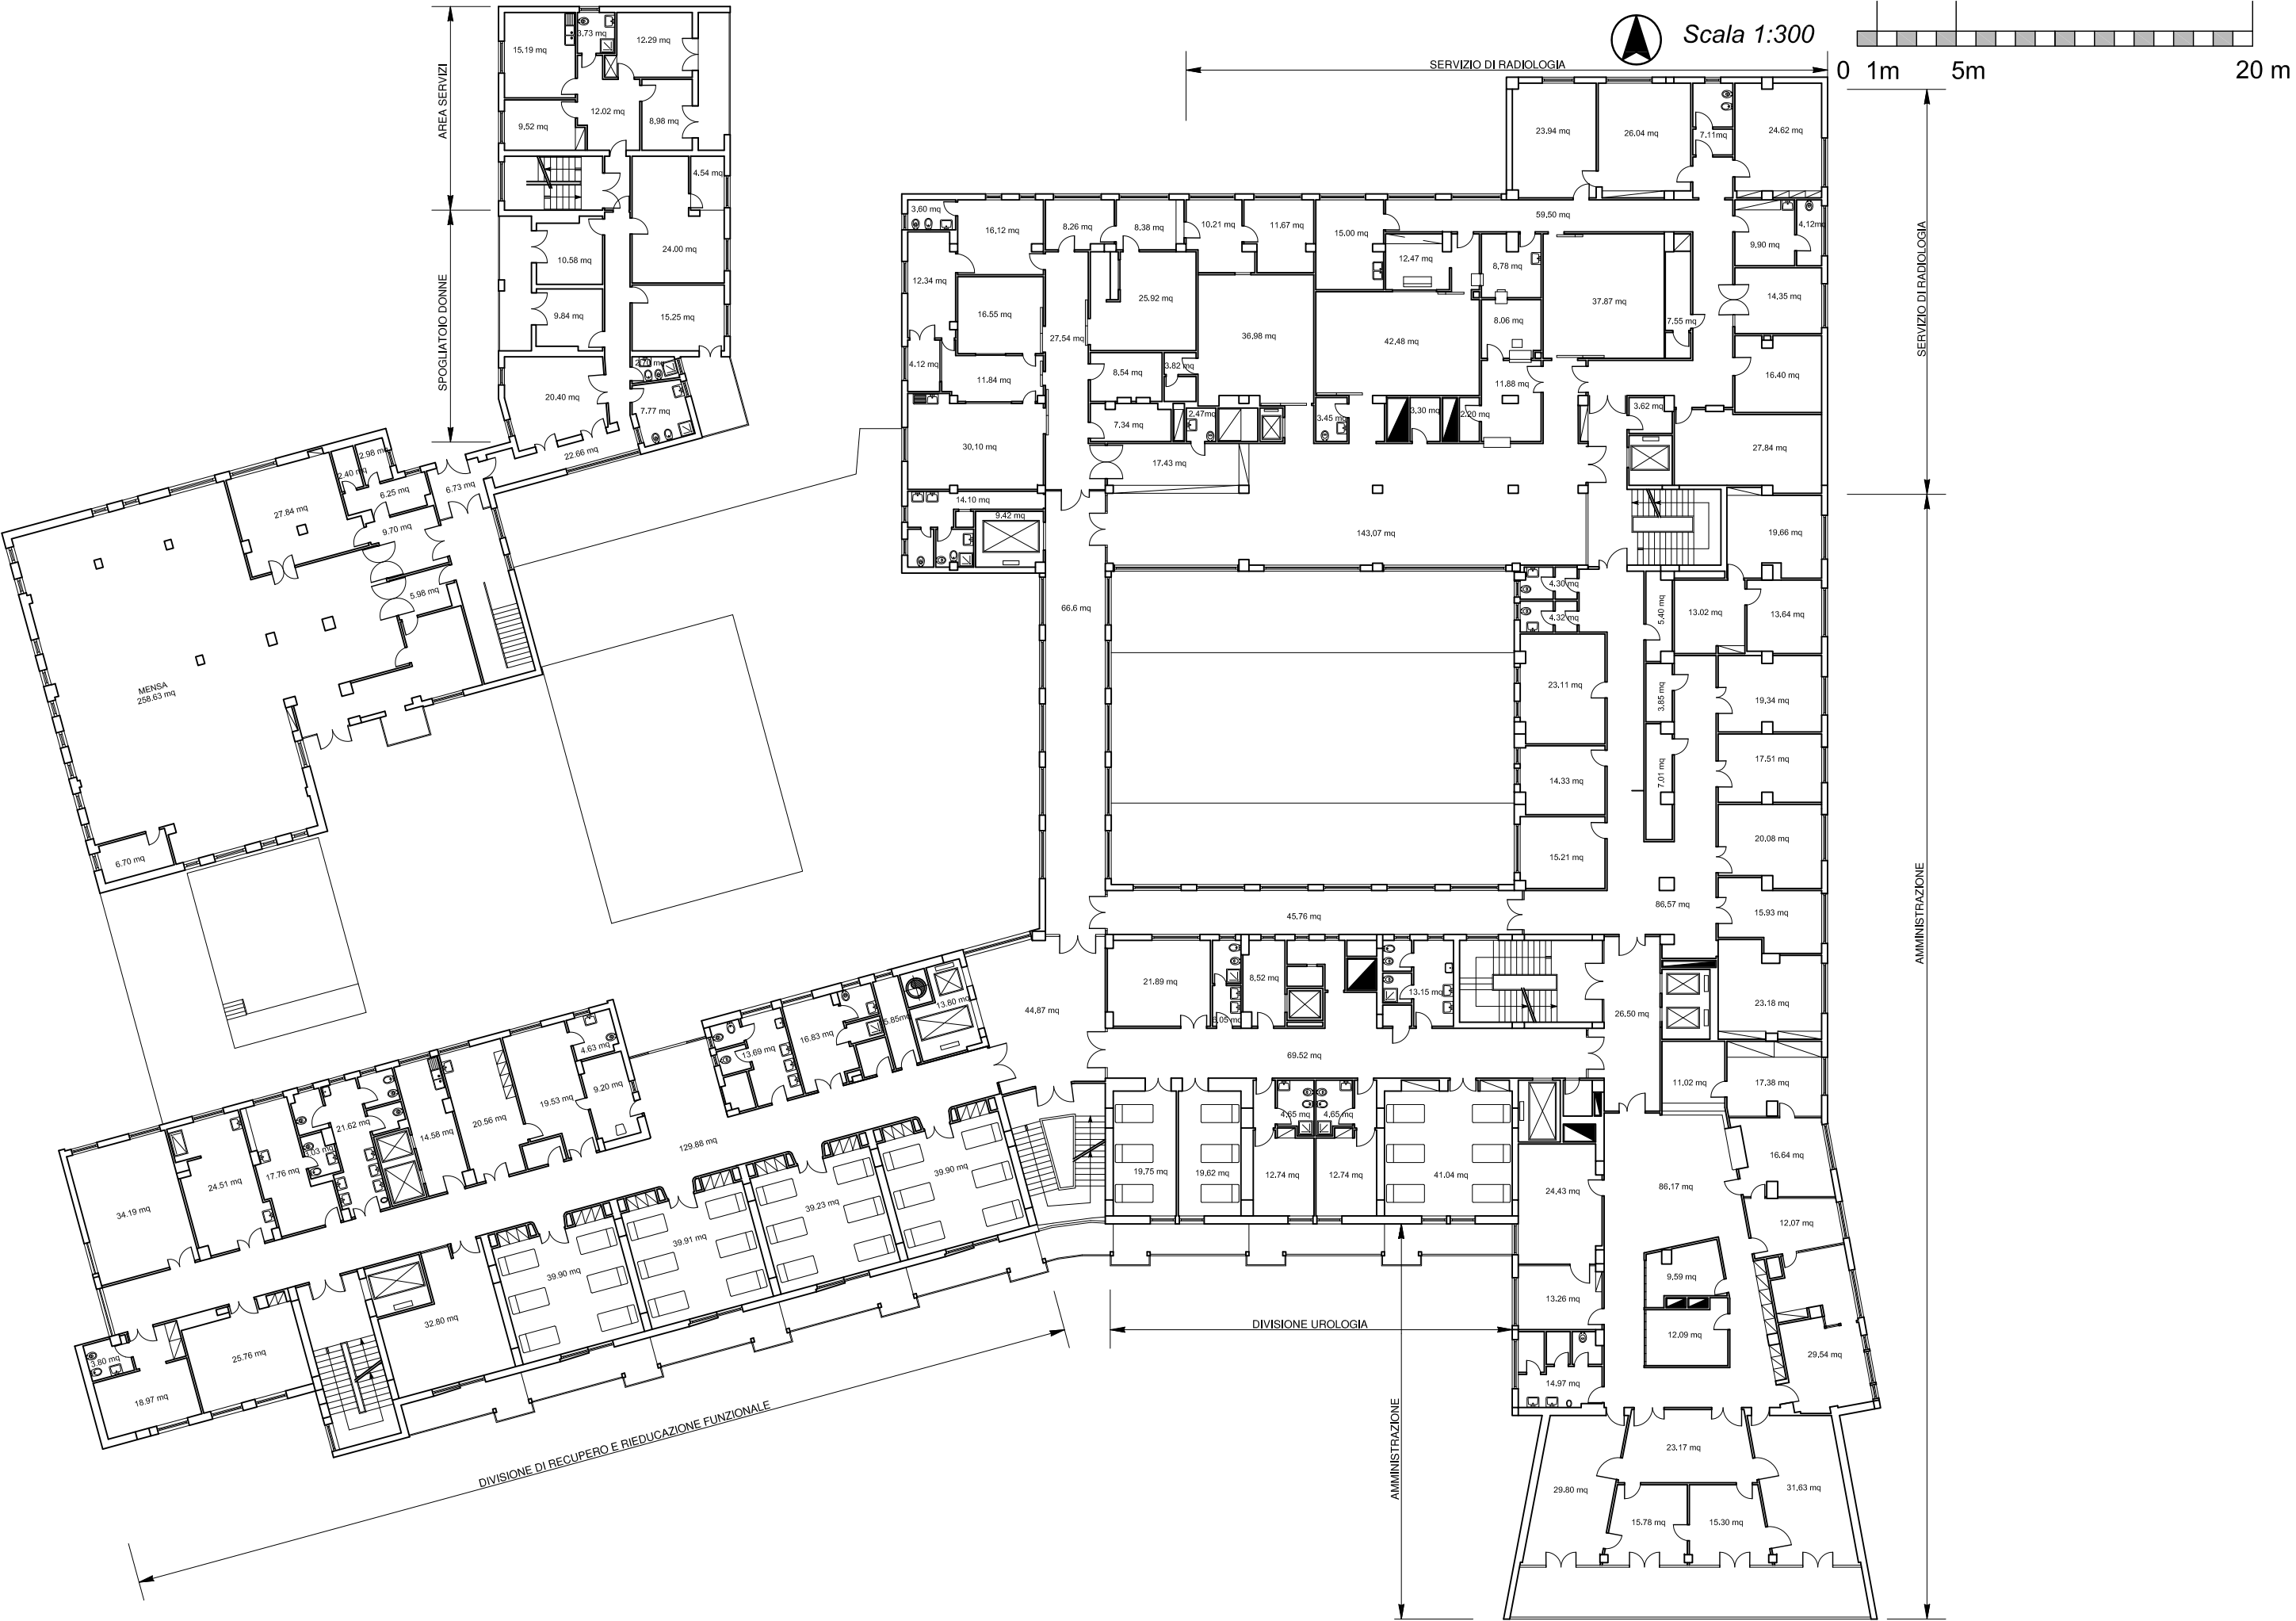 Scala 1:300
0 1m 5m 20 m
SERVIZIO DI RADIOLOGIA
AREA SERVIZI
15,19 mq
3,73 mq
12.29 mq
12.02 mq
9,52 mq
8,98 mq
4.54 mq
SPOGLIATOIO DONNE
10.58 mq
24.00 mq
9.84 mq
15.25 mq
20.40 mq
7.77 mq
22.66 mq
2.98 mq
2.40 mq
6.25 mq
6.73 mq
27.84 mq
9.70 mq
5.98 mq
MENSA
258.63 mq
6.70 mq
23.94 mq
26.04 mq
7,11mq
24.62 mq
SERVIZIO DI RADIOLOGIA
3,60 mq
16,12 mq
8.26 mq
8.38 mq
10.21 mq
11.67 mq
15,00 mq
59,50 mq
9,90 mq
4,12mq
12.34 mq
16.55 mq
27,54 mq
25.92 mq
36,98 mq
12,47 mq
8,78 mq
37.87 mq
14,35 mq
42,48 mq
8.06 mq
7.55 mq
4.12 mq
11.84 mq
8,54 mq
3.82 mq
11.88 mq
16.40 mq
30,10 mq
7,34 mq
2.47mq
3.45 mq
3,30 mq
2.20 mq
3,62 mq
27,84 mq
17.43 mq
14.10 mq
9.42 mq
143,07 mq
19,66 mq
66.6 mq
4,30 mq
4,32 mq
5,40 mq
13.02 mq
13,64 mq
23.11 mq
3.85 mq
19,34 mq
14.33 mq
7,01 mq
17.51 mq
15.21 mq
20,08 mq
45.76 mq
86,57 mq
15.93 mq
AMMINISTRAZIONE
44,87 mq
21.89 mq
8,52 mq
13.15 mq
26,50 mq
23.18 mq
69.52 mq
11,02 mq
17,38 mq
19,75 mq
19,62 mq
4,65 mq
4,65 mq
12.74 mq
12.74 mq
41.04 mq
24,43 mq
86,17 mq
16.64 mq
12,07 mq
9,59 mq
13.26 mq
12.09 mq
29,54 mq
14,97 mq
DIVISIONE UROLOGIA
AMMINISTRAZIONE
23,17 mq
29.80 mq
31,63 mq
15.78 mq
15.30 mq
13.80 mq
16.83 mq
13,69 mq
4.63 mq
9.20 mq
19.53 mq
20.56 mq
14.58 mq
21.62 mq
17.76 mq
24.51 mq
34.19 mq
129.88 mq
39.90 mq
39.23 mq
39.91 mq
39.90 mq
32.80 mq
25.76 mq
3.80 mq
18.97 mq
DIVISIONE DI RECUPERO E RIEDUCAZIONE FUNZIONALE